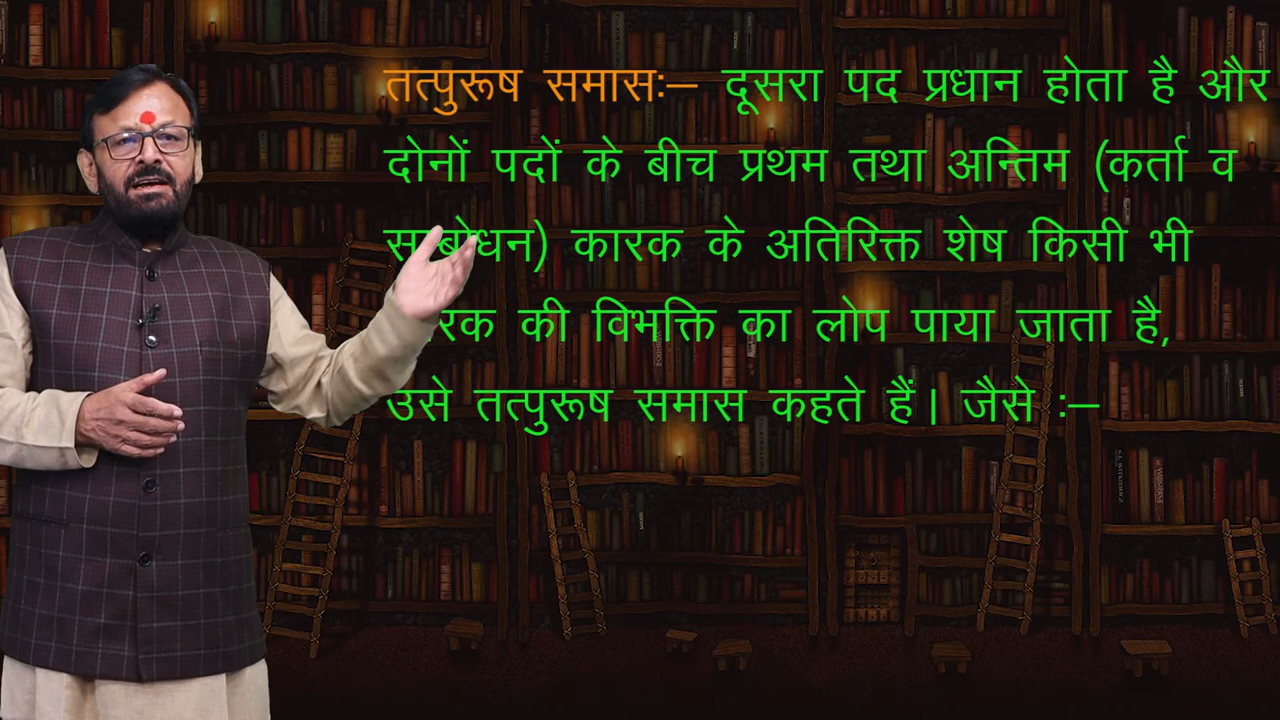 तत्पुरूष समासः– दूसरा पद प्रधान होता है और
दोनों पदों के बीच प्रथम तथा अन्तिम (कर्ता व
कारक के अतिरिक्त शेष किसी भी
की विभक्ति का लोप पाया जाता है,
उसे तत्पुरूष समास कहते हैं। जैसे :–